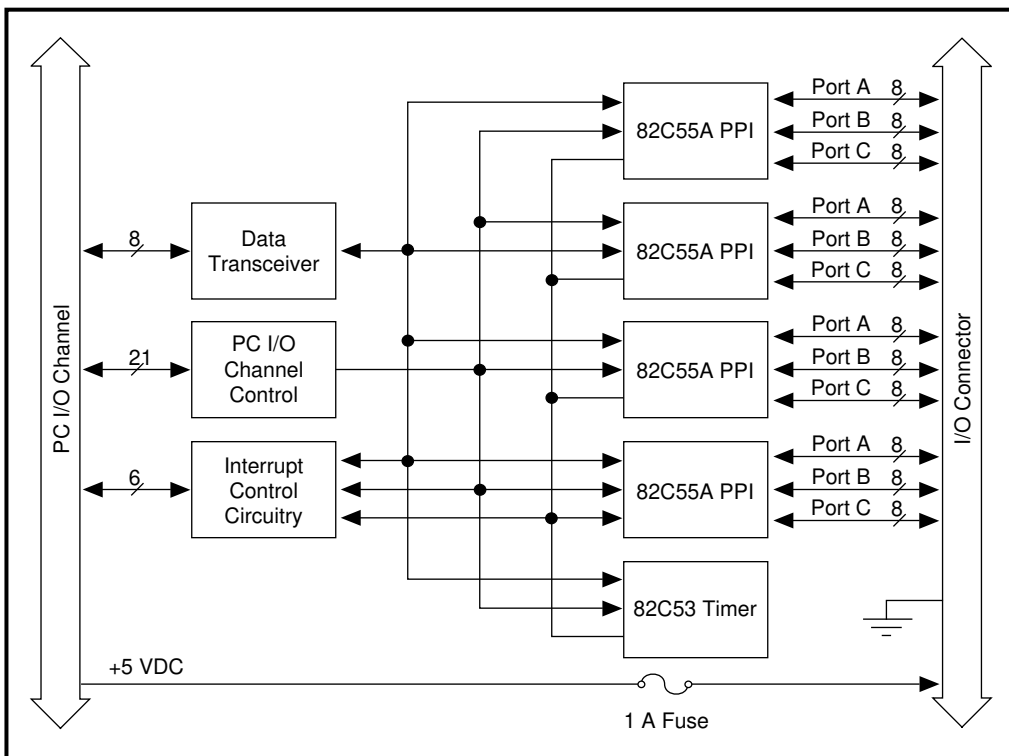 PC I/O Channel
8
Data
Transceiver
21
PC I/O
Channel
Control
6
Interrupt
Control
Circuitry
82C55A PPI
Port A 8
Port B 8
Port C 8
82C55A PPI
Port A 8
Port B 8
Port C 8
82C55A PPI
Port A 8
Port B 8
Port C 8
82C55A PPI
Port A 8
Port B 8
Port C 8
82C53 Timer
I/O Connector
+5 VDC
1 A Fuse